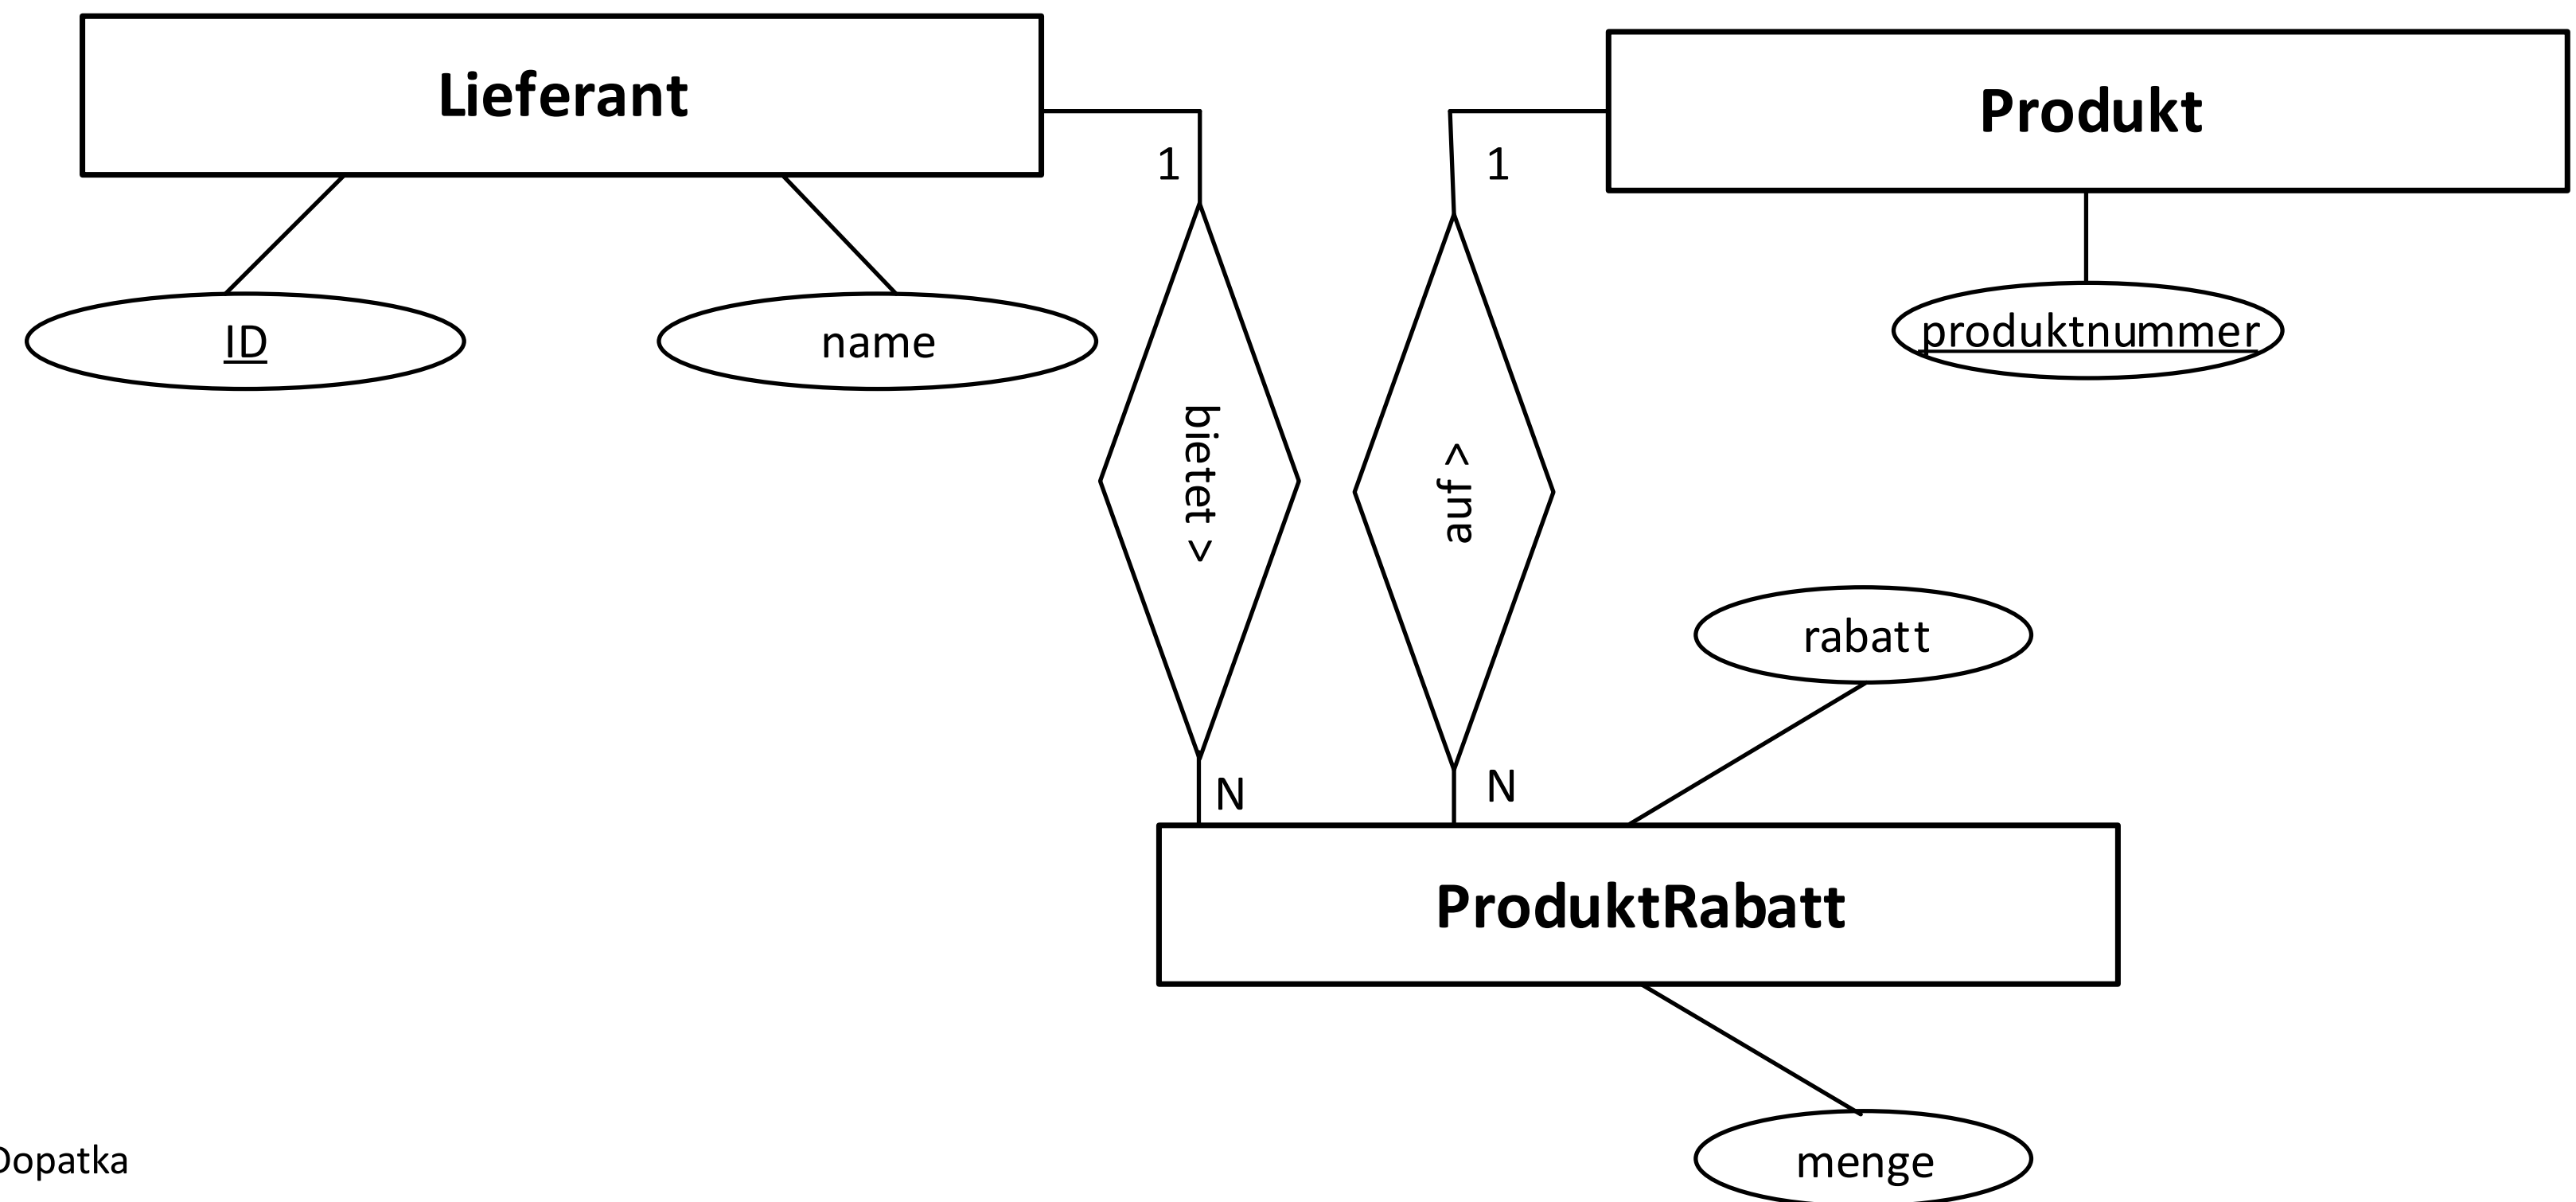 Lieferant
Produkt
1
1
ID
name
produktnummer
bietet >
< auf
rabatt
N
N
ProduktRabatt
menge
Dopatka